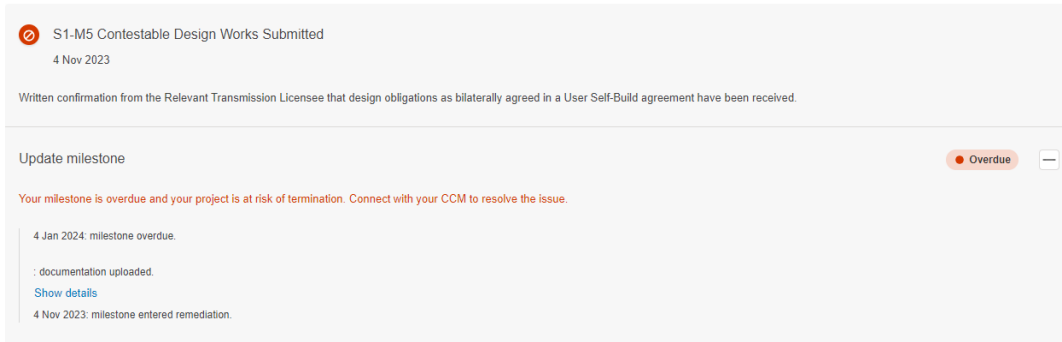 S1-M5 Contestable Design Works Submitted
4 Nov 2023
Written confirmation from the Relevant Transmission Licensee that design obligations as bilaterally agreed in a User Self-Build agreement have been received.
Update milestone
Overdue
Your milestone is overdue and your project is at risk of termination. Connect with your CCM to resolve the issue.
4 Jan 2024: milestone overdue.
: documentation uploaded.
Show details
4 Nov 2023: milestone entered remediation.